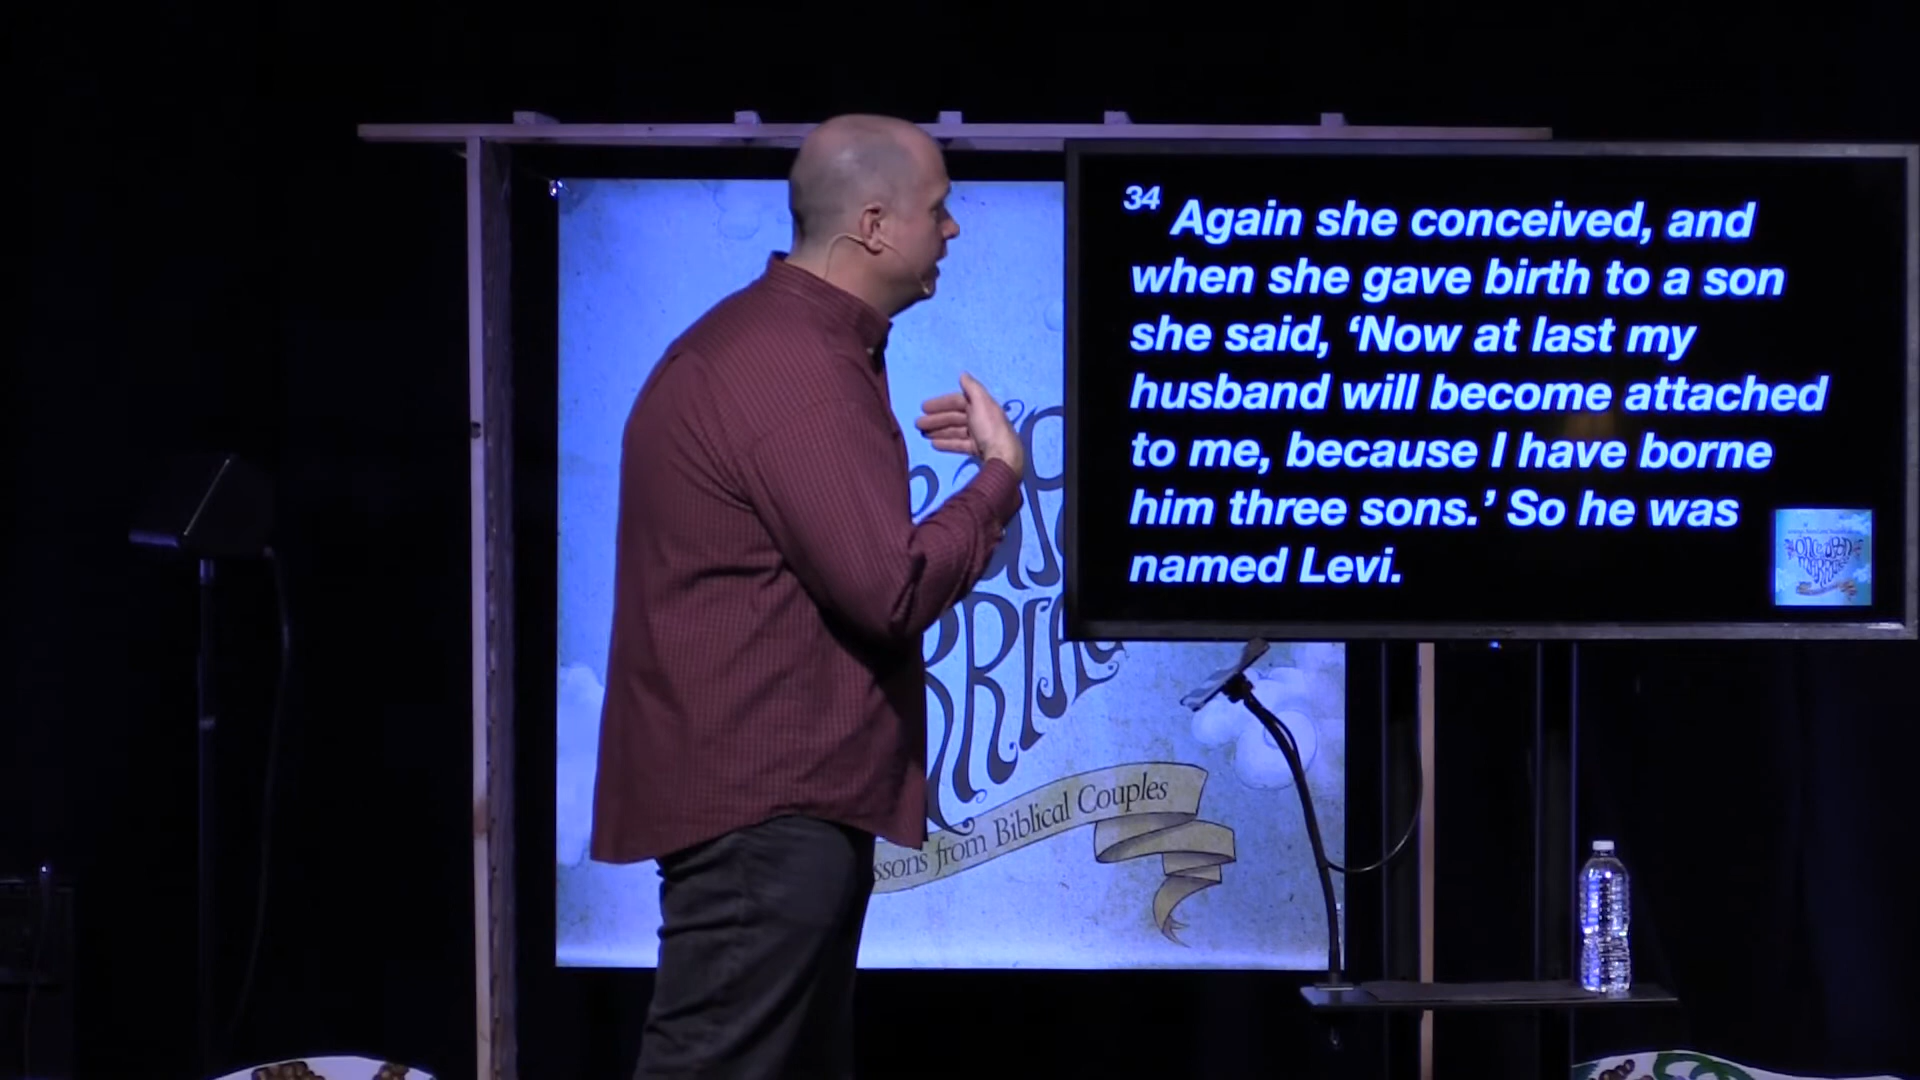 34 Again she conceived, and
when she gave birth to a son
she said, ‘Now at last my
husband will become attached
to me, because I have borne
him three sons.’ So he was
named Levi.
from Biblical Couples